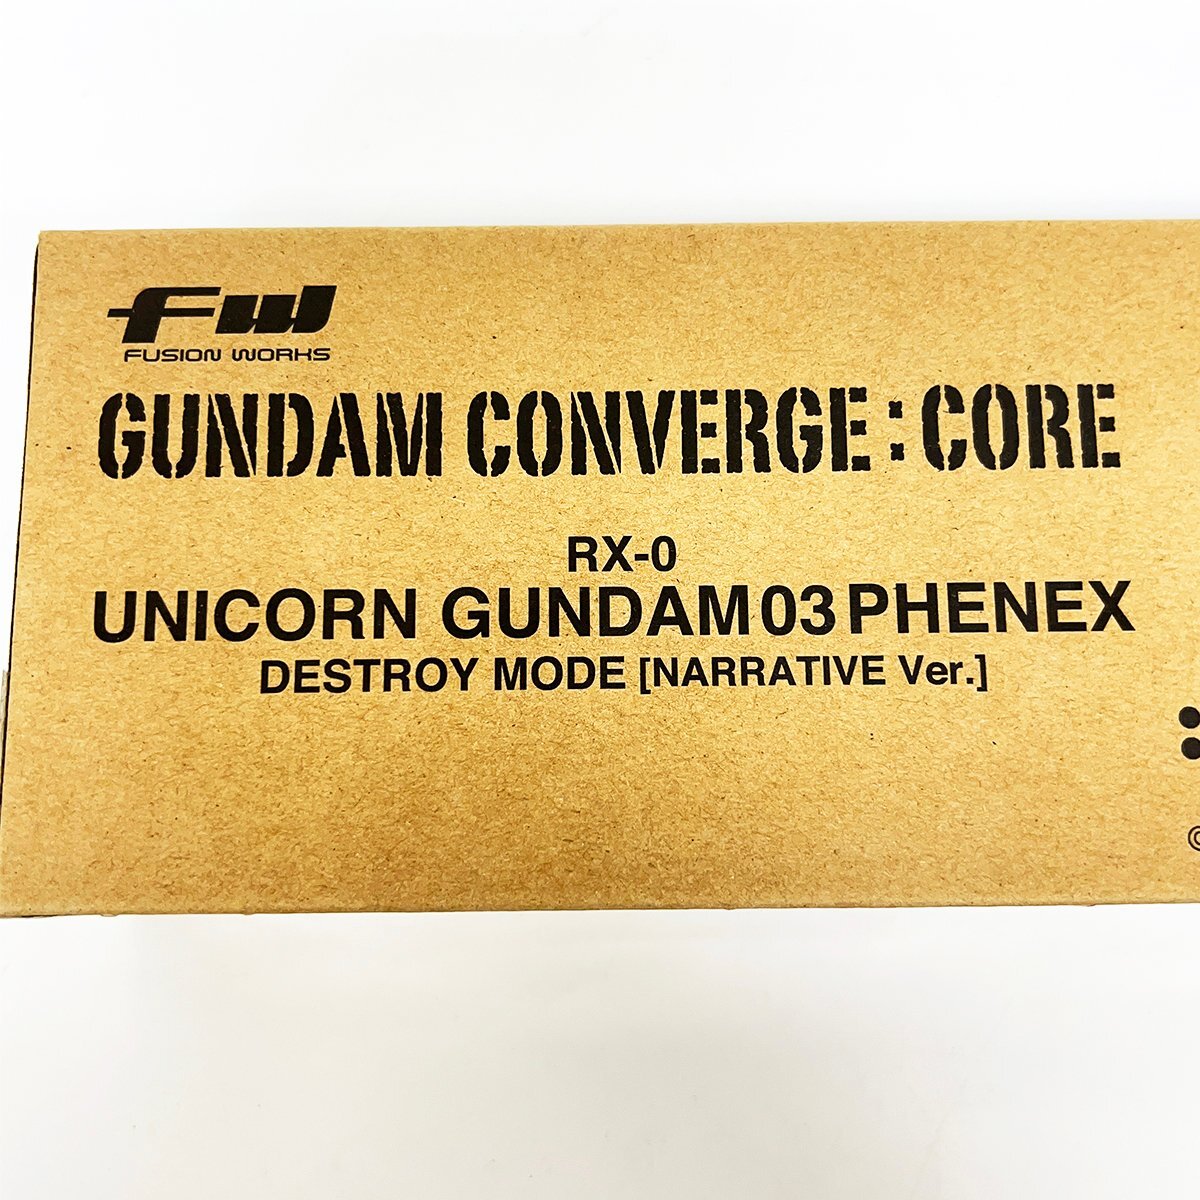 FW
FUSION WORKS
GUNDAM CONVERGE:CORE
RX-0
UNICORN GUNDAM 03 PHENEX
DESTROY MODE [NARRATIVE Ver.]
©